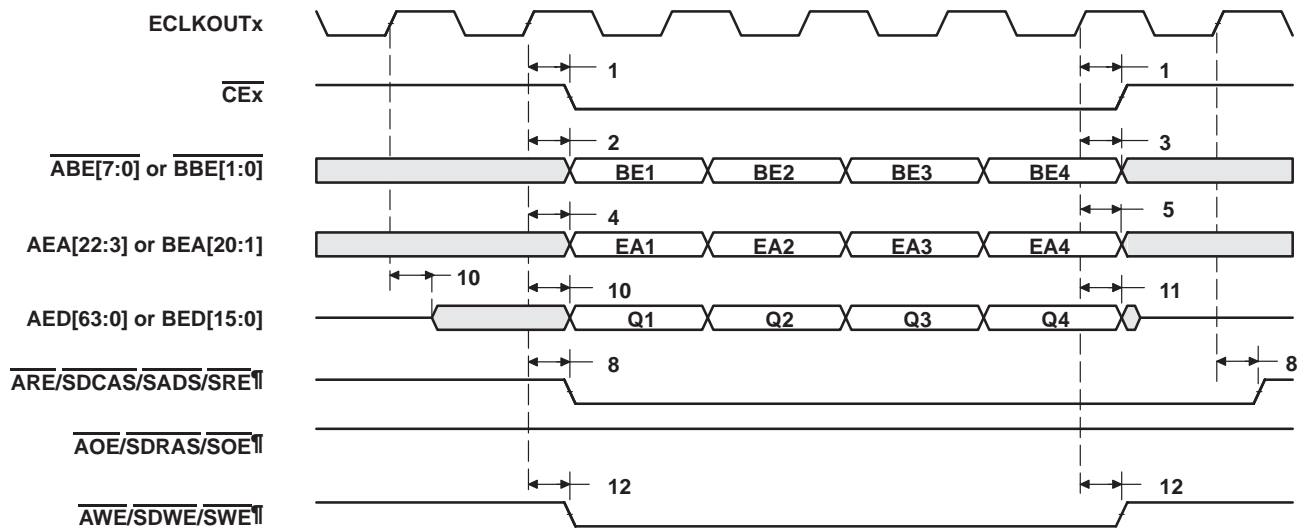 ECLKOUTx
1 1
CEx
2 3
ABE[7:0] or BBE[1:0]
BE1 BE2 BE3 BE4
4 5
AEA[22:3] or BEA[20:1]
EA1 EA2 EA3 EA4
10 10 11
AED[63:0] or BED[15:0]
Q1 Q2 Q3 Q4
8 8
ARE/SDCAS/SADS/SRE¶
AOE/SDRAS/SOE¶
12 12
AWE/SDWE/SWE¶